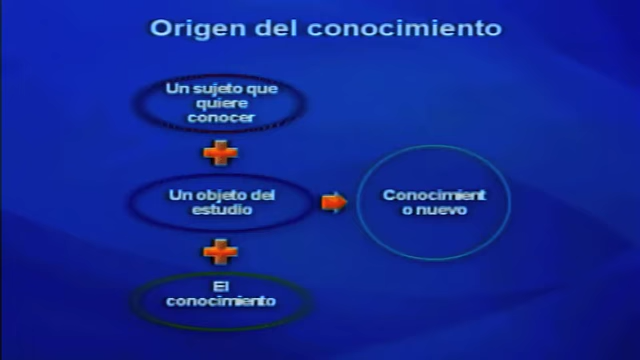 Origen del conocimiento
Un sujeto que
quiere
conocer
Un objeto del
estudio
El
conocimiento
Conocimient
o nuevo